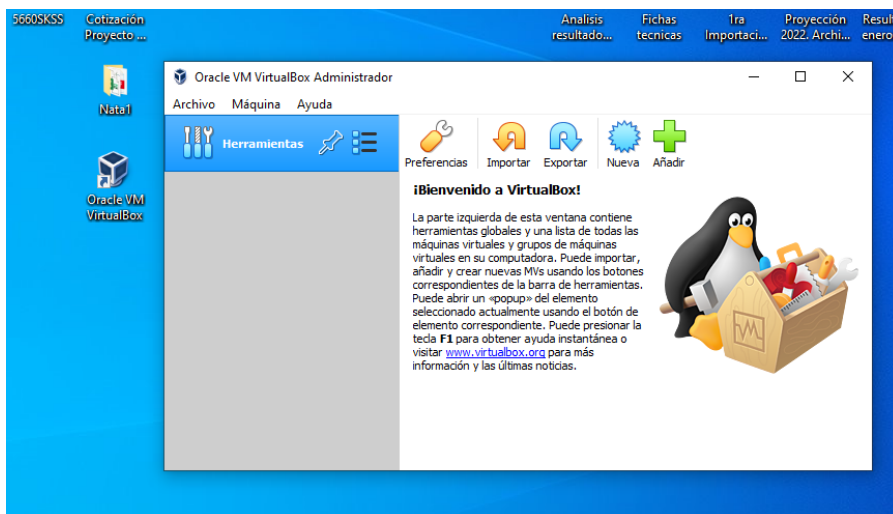 5660SKSS
Cotización
Proyecto ...
Analisis
resultado...
Fichas
tecnicas
1ra
Importaci...
Proyección
2022. Archi...
Result
enero
Nata1
Oracle VM
VirtualBox
Oracle VM VirtualBox Administrador
Archivo Máquina Ayuda
Herramientas
Preferencias Importar Exportar Nueva Añadir
¡Bienvenido a VirtualBox!
La parte izquierda de esta ventana contiene
herramientas globales y una lista de todas las
máquinas virtuales y grupos de máquinas
virtuales en su computadora. Puede importar,
añadir y crear nuevas MVs usando los botones
correspondientes de la barra de herramientas.
Puede abrir un «popup» del elemento
seleccionado actualmente usando el botón de
elemento correspondiente. Puede presionar la
tecla F1 para obtener ayuda instantánea o
visitar www.virtualbox.org para más
información y las últimas noticias.